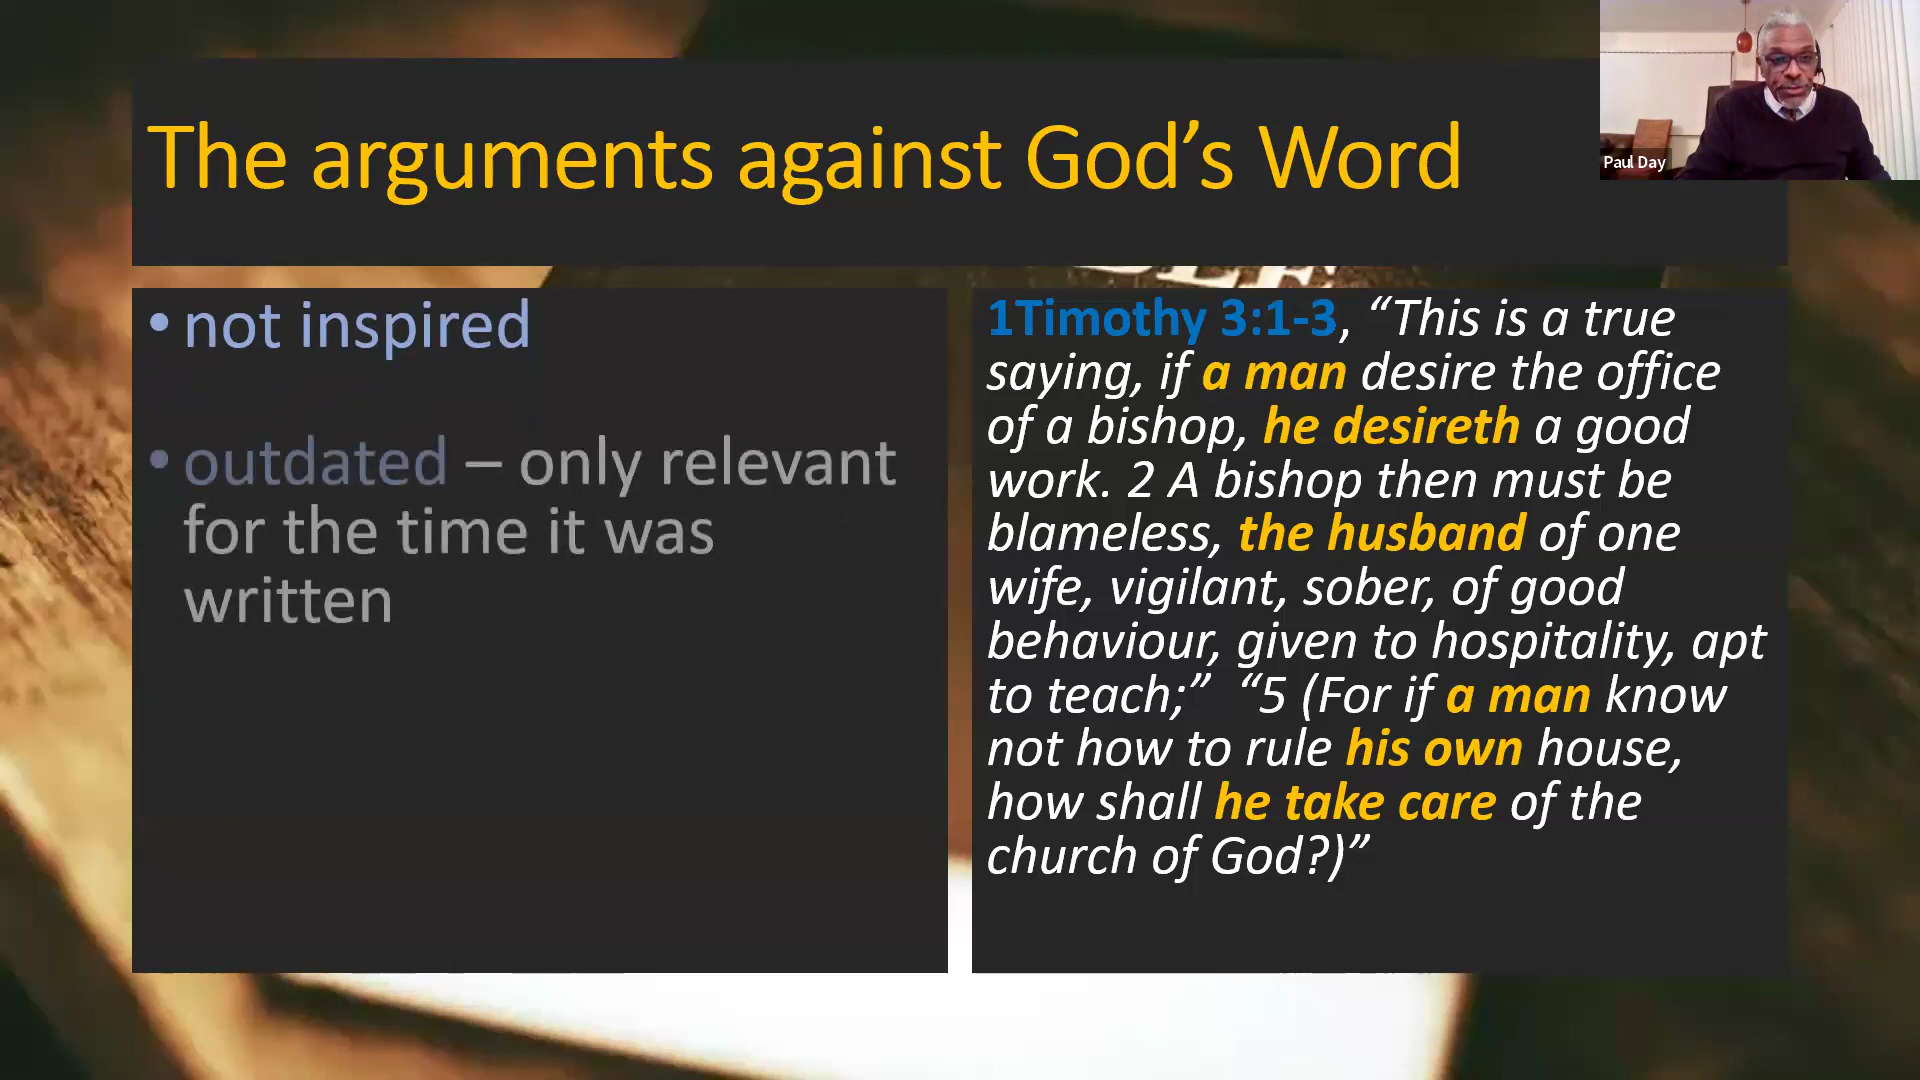 The arguments against God’s Word
Paul Day
• not inspired
• outdated – only relevant
for the time it was
written
1Timothy 3:1-3, “This is a true
saying, if a man desire the office
of a bishop, he desireth a good
work. 2 A bishop then must be
blameless, the husband of one
wife, vigilant, sober, of good
behaviour, given to hospitality, apt
to teach;” “5 (For if a man know
not how to rule his own house,
how shall he take care of the
church of God?)”